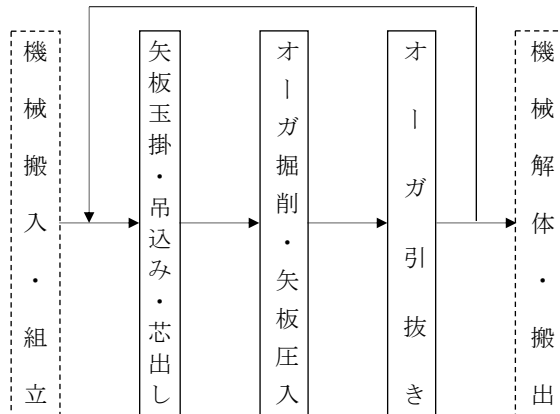 機械搬入・組立
矢板玉掛・吊込み・芯出し
オーガ掘削・矢板圧入
オーガ引抜き
機械解体・搬出